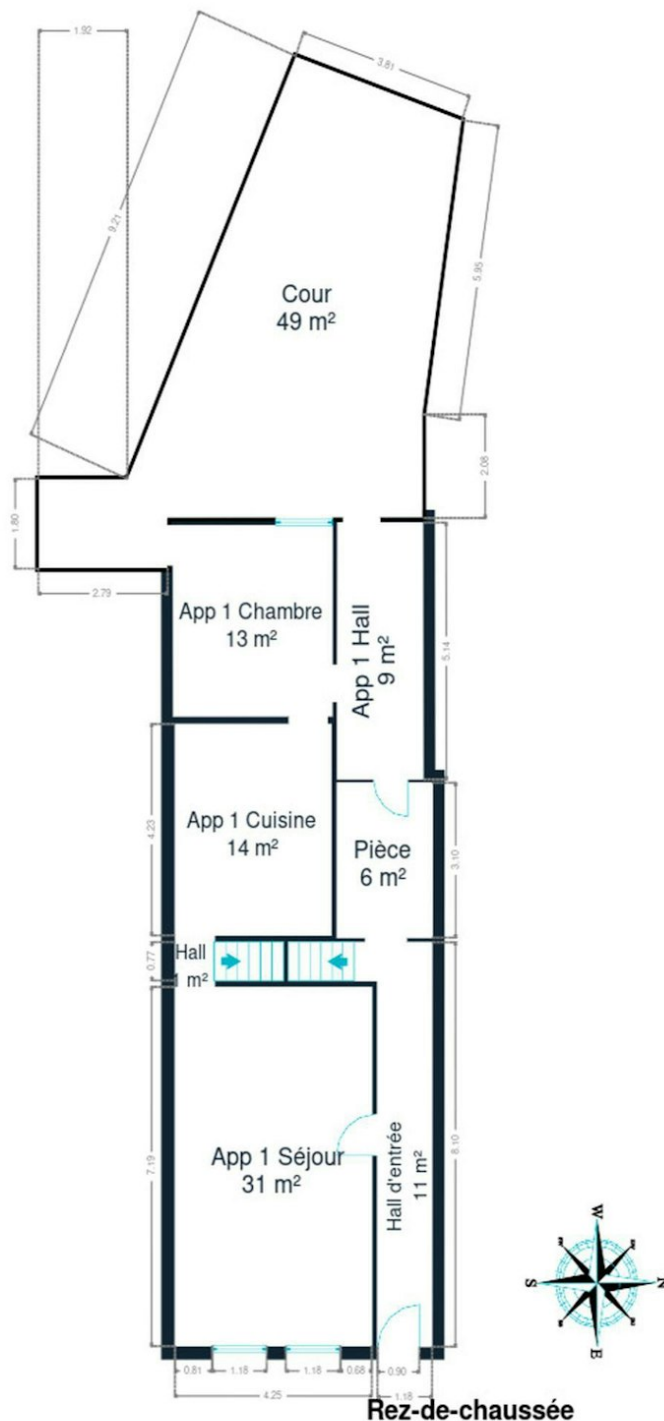 1.92
3.81
9.21
5.95
Cour
49 m²
2.08
1.80
2.79
App 1 Chambre
13 m²
App 1 Hall
9 m²
5.14
4.23
App 1 Cuisine
14 m²
Pièce
6 m²
3.10
0.77
Hall
1 m²
7.19
App 1 Séjour
31 m²
Hall d'entrée
11 m²
8.10
W
S
N
E
0.81
1.18
1.18
0.68
0.90
4.25
1.18
Rez-de-chaussée